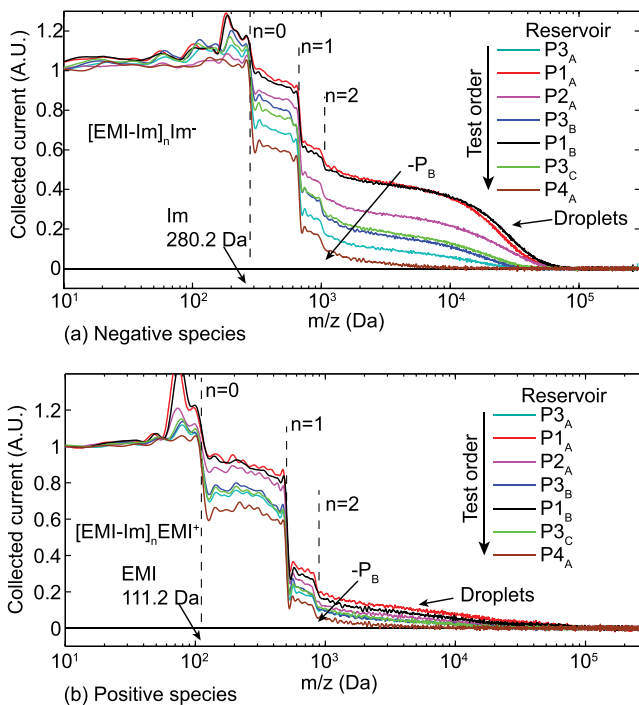 1.2
1
0.8
0.6
0.4
0.2
0
Collected current (A.U.)
n=0
n=1
n=2
[EMI-Im]nIm-
Im
280.2 Da
-PB
Droplets
Reservoir
Test order
P3A
P1A
P2A
P3B
P1B
P3C
P4A
10^1
10^2
10^3
10^4
10^5
m/z (Da)
(a) Negative species
1.2
1
0.8
0.6
0.4
0.2
0
Collected current (A.U.)
n=0
n=1
n=2
[EMI-Im]nEMI+
EMI
111.2 Da
-PB
Droplets
Reservoir
Test order
P3A
P1A
P2A
P3B
P1B
P3C
P4A
10^1
10^2
10^3
10^4
10^5
m/z (Da)
(b) Positive species